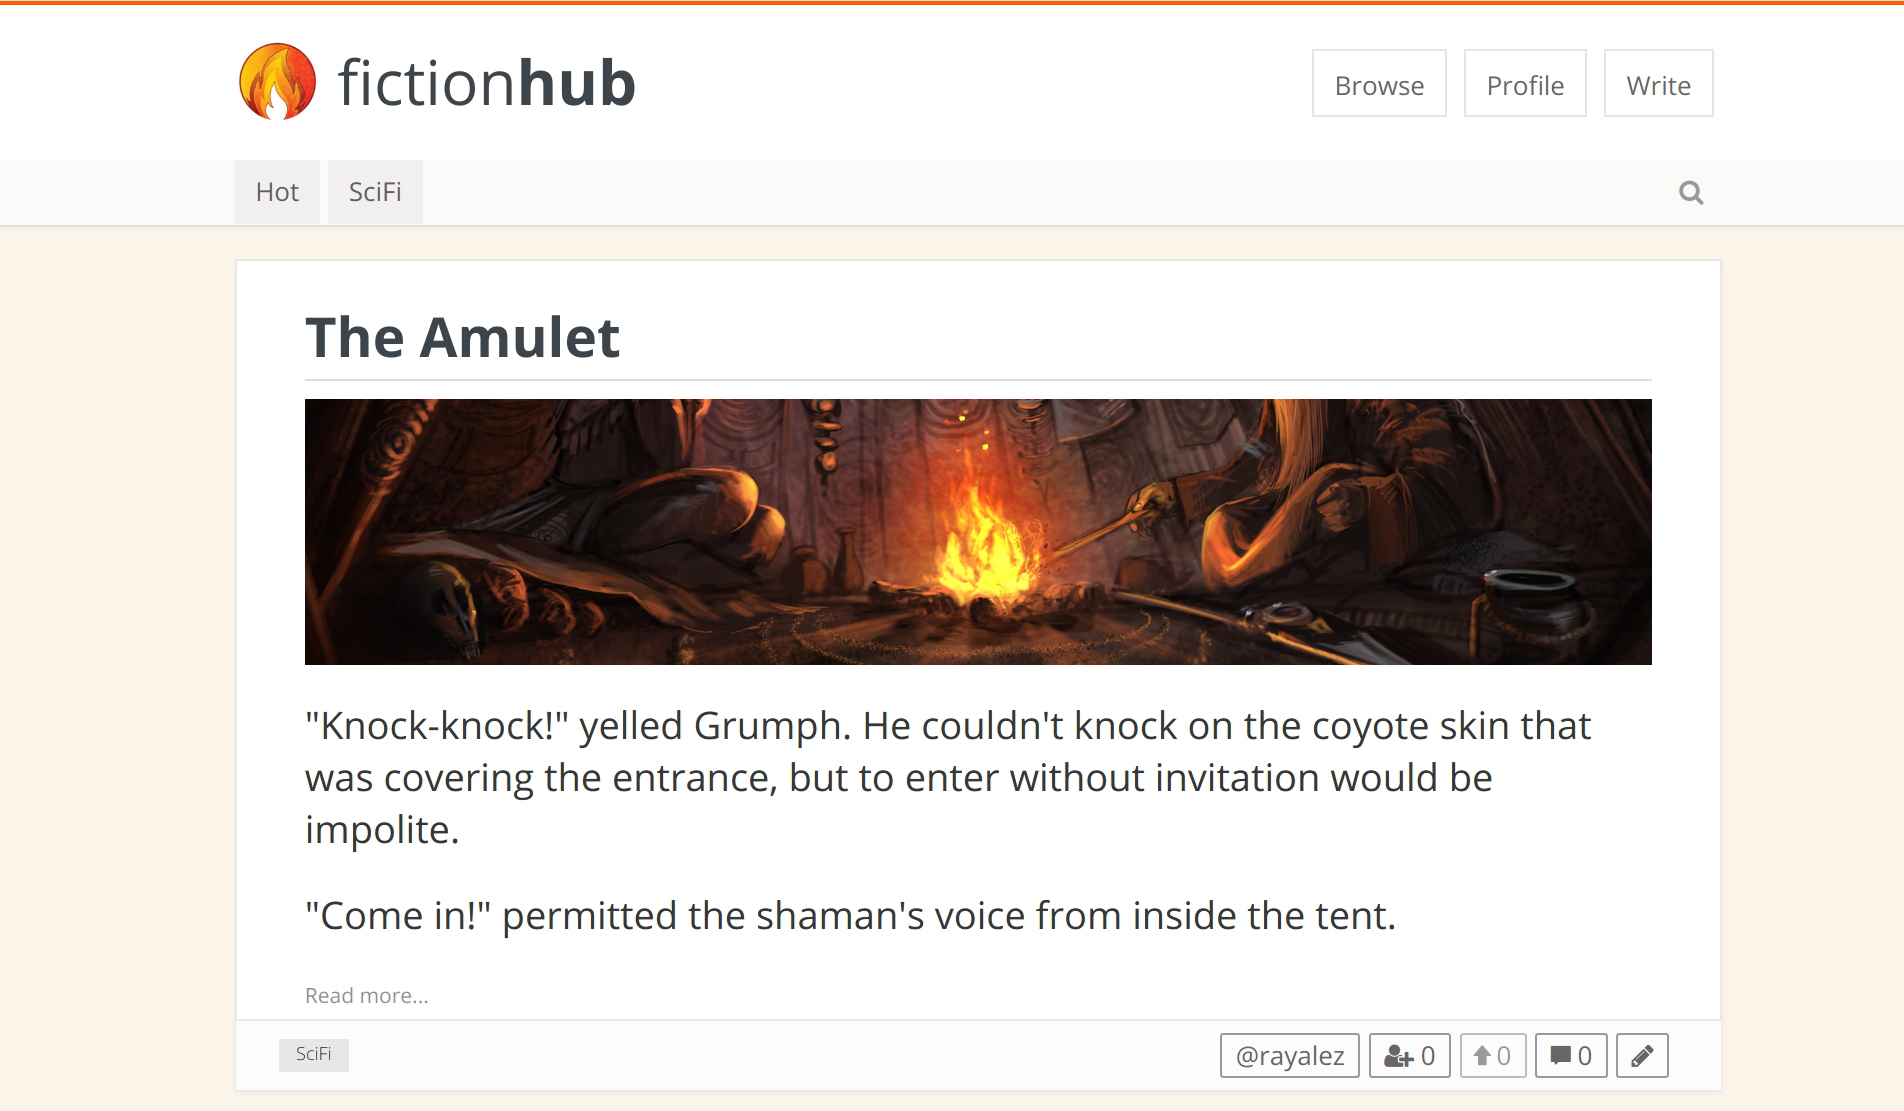 fictionhub
Browse
Profile
Write
Hot
SciFi
The Amulet
"Knock-knock!" yelled Grumph. He couldn't knock on the coyote skin that
was covering the entrance, but to enter without invitation would be
impolite.
"Come in!" permitted the shaman's voice from inside the tent.
Read more...
SciFi
@rayalez
0
0
0